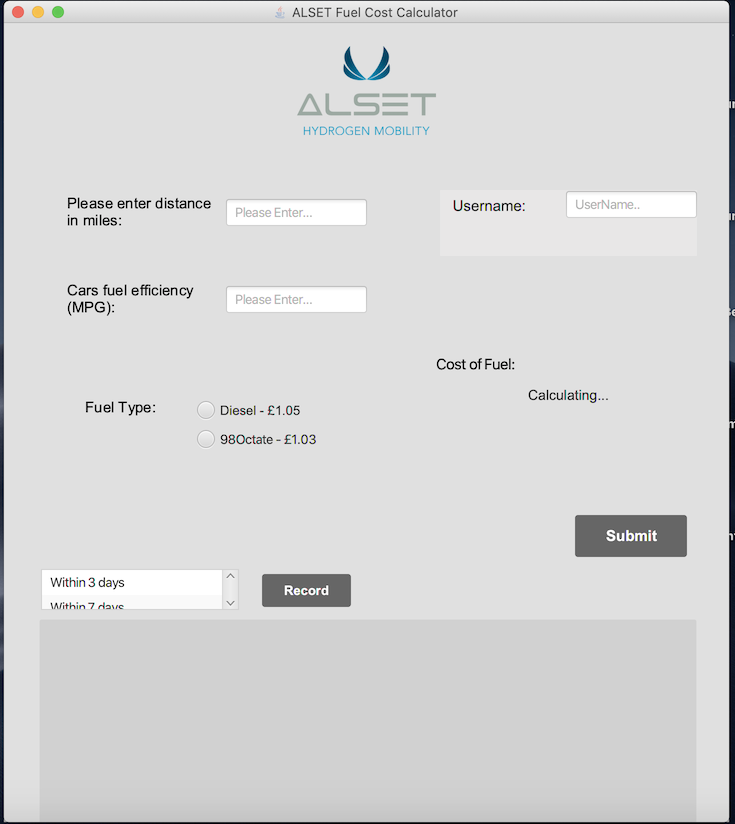 ALSET Fuel Cost Calculator
ALSET
HYDROGEN MOBILITY
Please enter distance
in miles:
Please Enter...
Username:
UserName..
Cars fuel efficiency
(MPG):
Please Enter...
Cost of Fuel:
Calculating...
Fuel Type:
Diesel - £1.05
98Octate - £1.03
Submit
Within 3 days
Within 7 days
Record